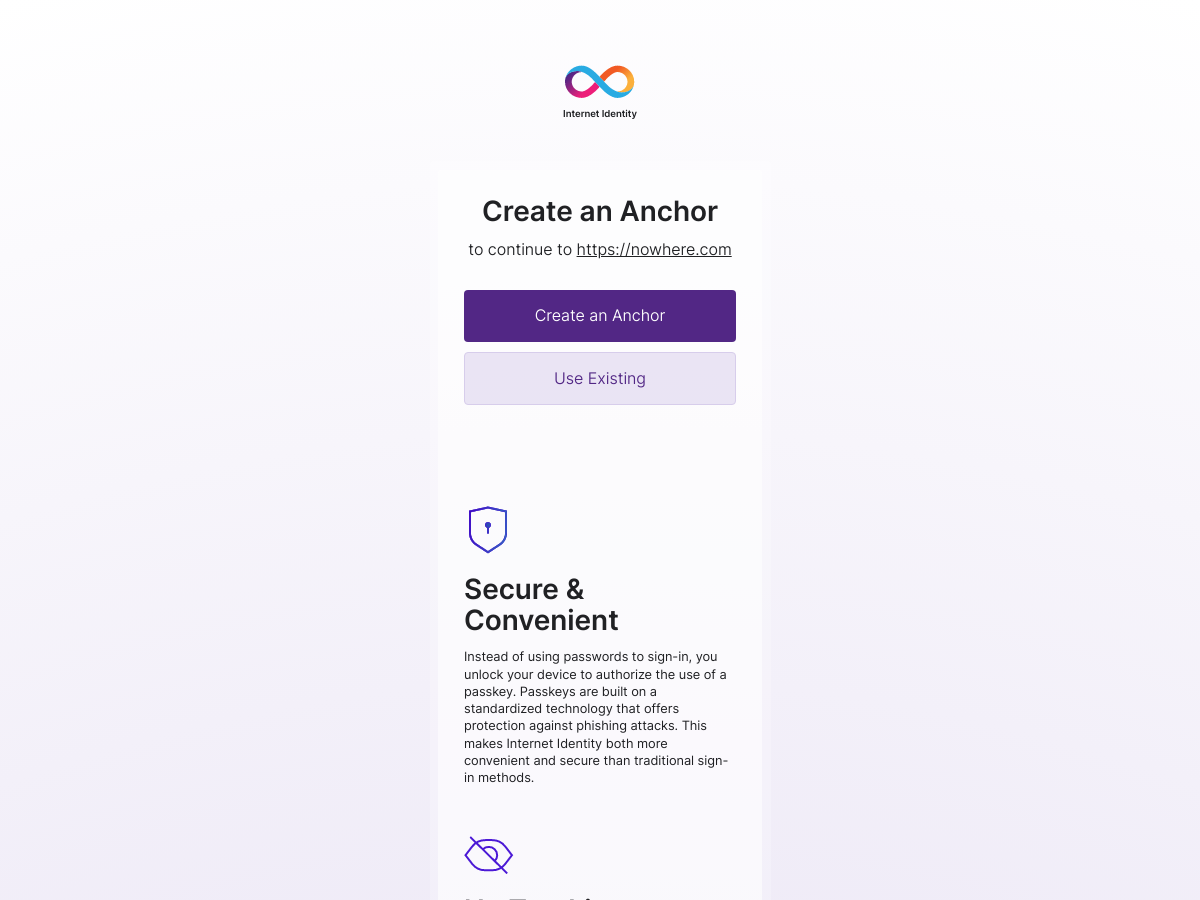 Internet Identity
Create an Anchor
to continue to https://nowhere.com
Create an Anchor
Use Existing
Secure &
Convenient
Instead of using passwords to sign-in, you
unlock your device to authorize the use of a
passkey. Passkeys are built on a
standardized technology that offers
protection against phishing attacks. This
makes Internet Identity both more
convenient and secure than traditional sign-
in methods.